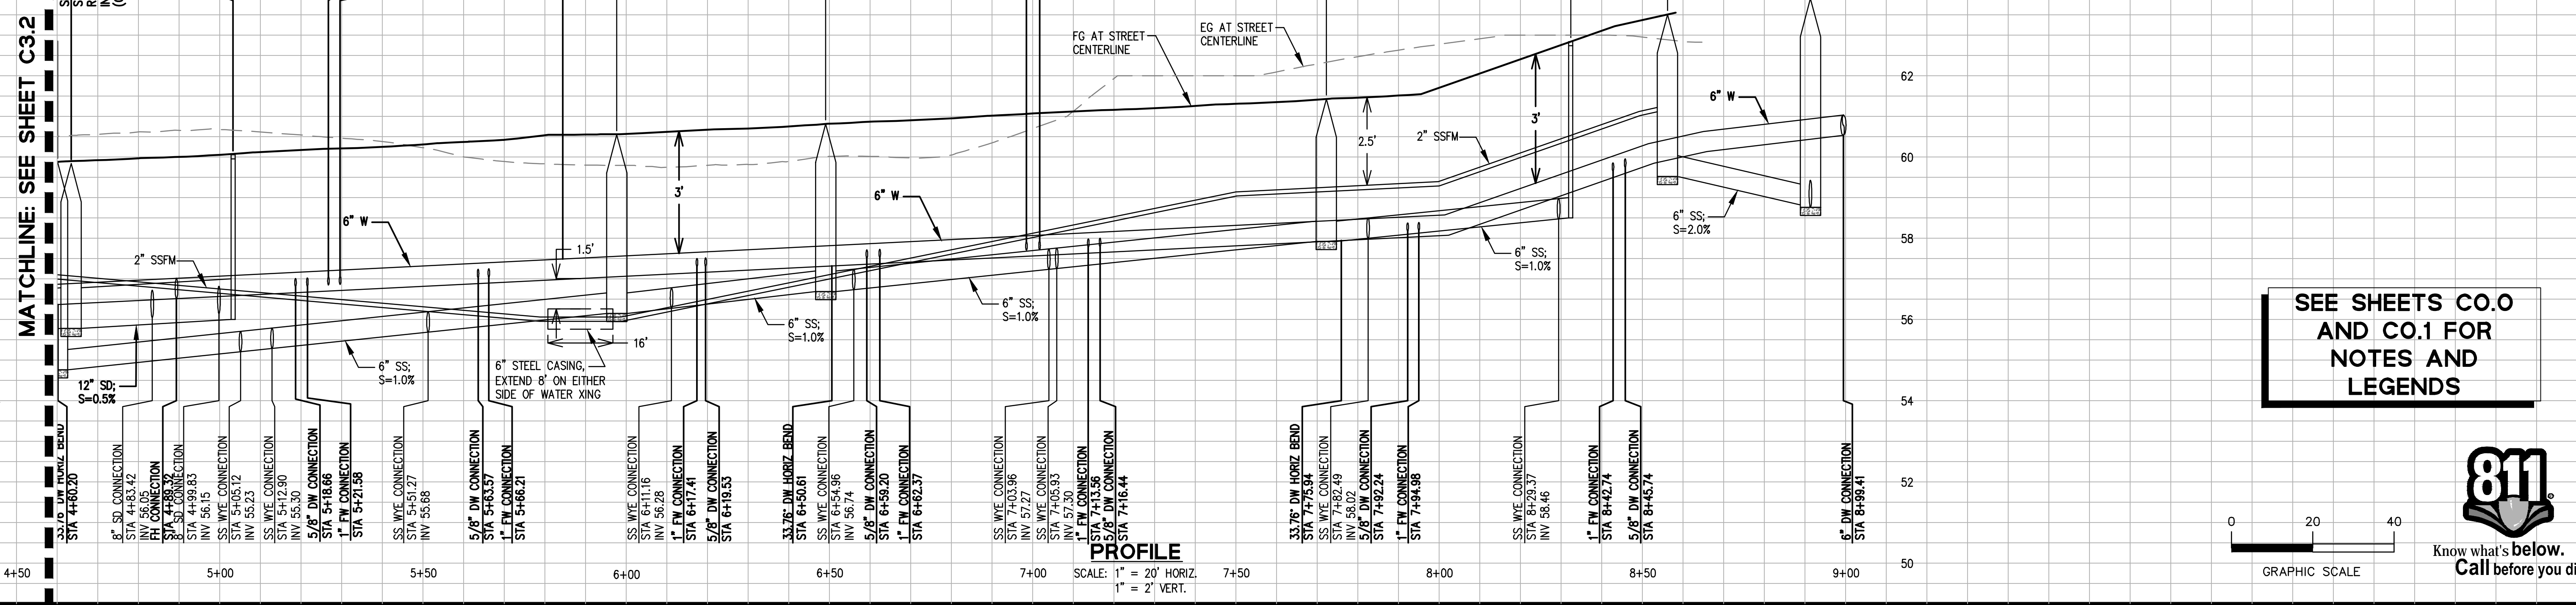 MATCHLINE: SEE SHEET C3.2
FG AT STREET
CENTERLINE
EG AT STREET
CENTERLINE
62
60
58
56
54
52
50
6" W
2" SSFM
2.5'
3'
6" SS;
S=2.0%
6" SS;
S=1.0%
6" W
3'
1.5'
6" W
2" SSFM
6" SS;
S=1.0%
6" SS;
S=1.0%
16'
6" STEEL CASING,
EXTEND 8' ON EITHER
SIDE OF WATER XING
6" SS;
S=1.0%
12" SD;
S=0.5%
33.76° DW HORIZ BEND
STA 4+60.20
8" SD CONNECTION
STA 4+83.42
INV 56.05
FH CONNECTION
STA 4+89.32
8" SD CONNECTION
STA 4+99.83
INV 56.15
SS WYE CONNECTION
STA 5+05.12
INV 55.23
SS WYE CONNECTION
STA 5+12.90
INV 55.30
5/8" DW CONNECTION
STA 5+18.66
1" FW CONNECTION
STA 5+21.58
SS WYE CONNECTION
STA 5+51.27
INV 55.68
5/8" DW CONNECTION
STA 5+63.57
1" FW CONNECTION
STA 5+66.21
SS WYE CONNECTION
STA 6+11.16
INV 56.28
1" FW CONNECTION
STA 6+17.41
5/8" DW CONNECTION
STA 6+19.53
33.76° DW HORIZ BEND
STA 6+50.61
SS WYE CONNECTION
STA 6+54.96
INV 56.74
5/8" DW CONNECTION
STA 6+59.20
1" FW CONNECTION
STA 6+62.37
SS WYE CONNECTION
STA 7+03.96
INV 57.27
SS WYE CONNECTION
STA 7+05.93
INV 57.30
1" FW CONNECTION
STA 7+13.56
5/8" DW CONNECTION
STA 7+16.44
33.76° DW HORIZ BEND
STA 7+75.94
SS WYE CONNECTION
STA 7+82.49
INV 58.02
5/8" DW CONNECTION
STA 7+92.24
1" FW CONNECTION
STA 7+94.98
SS WYE CONNECTION
STA 8+29.37
INV 58.46
1" FW CONNECTION
STA 8+42.74
5/8" DW CONNECTION
STA 8+45.74
6" DW CONNECTION
STA 8+99.41
4+50
5+00
5+50
6+00
6+50
7+00
7+50
8+00
8+50
9+00
PROFILE
SCALE: 1" = 20' HORIZ.
1" = 2' VERT.
SEE SHEETS C0.0
AND C0.1 FOR
NOTES AND
LEGENDS
0 20 40
GRAPHIC SCALE
811
Know what's below.
Call before you di